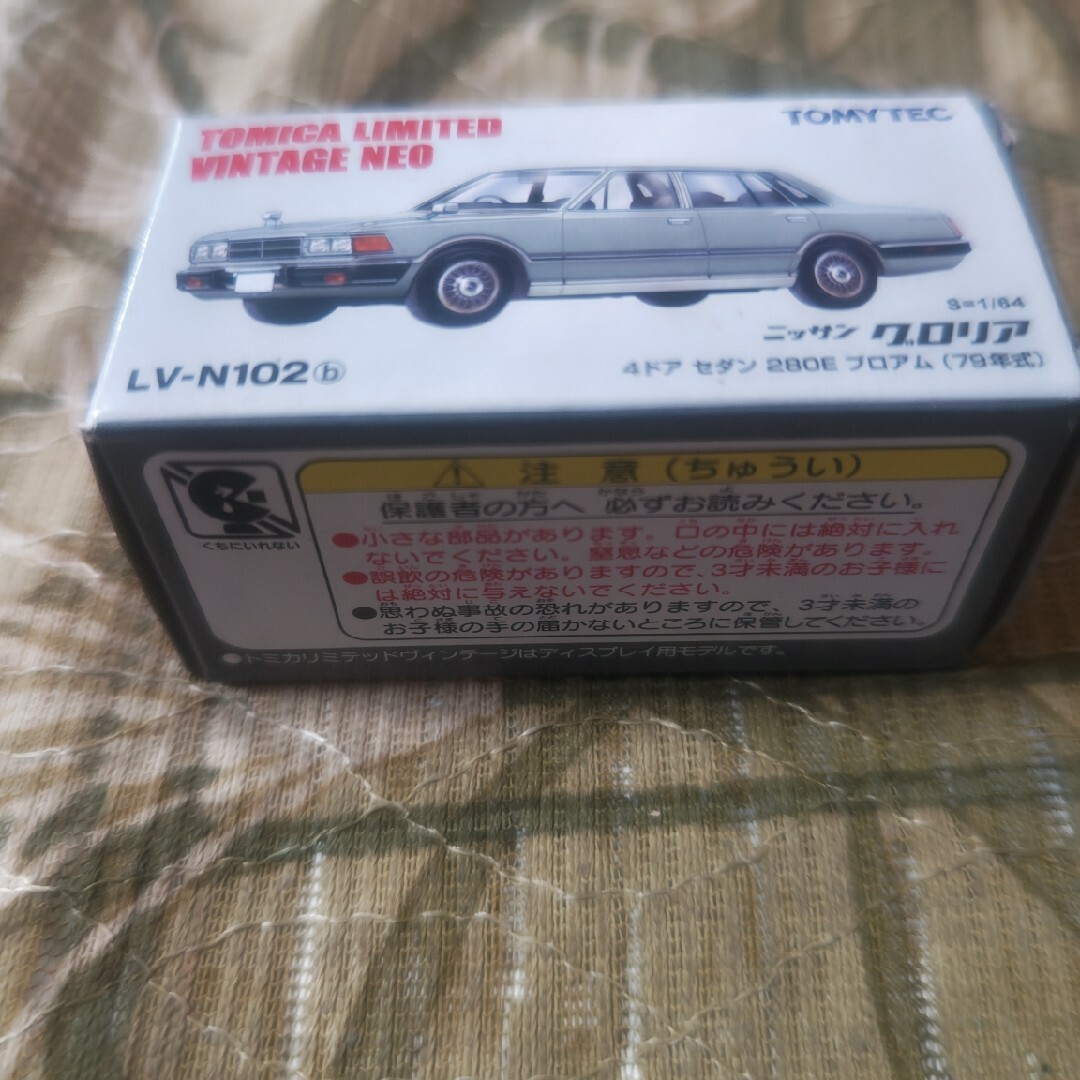 TOMICA LIMITED
VINTAGE NEO
TOMYTEC
S=1/64
ニッサン グロリア
4ドア セダン 280E ブロアム (79年式)
LV-N102ⓑ
くちにいれない
⚠ 注意 (ちゅうい)
保護者の方へ 必ずお読みください。
●小さな部品があります。口の中には絶対に入れ
ないでください。窒息などの危険があります。
●誤飲の危険がありますので、3才未満のお子様に
は絶対に与えないでください。
●思わぬ事故の恐れがありますので、3才未満の
お子様の手の届かないところに保管してください。
●トミカリミテッドヴィンテージはディスプレイ用モデルです。